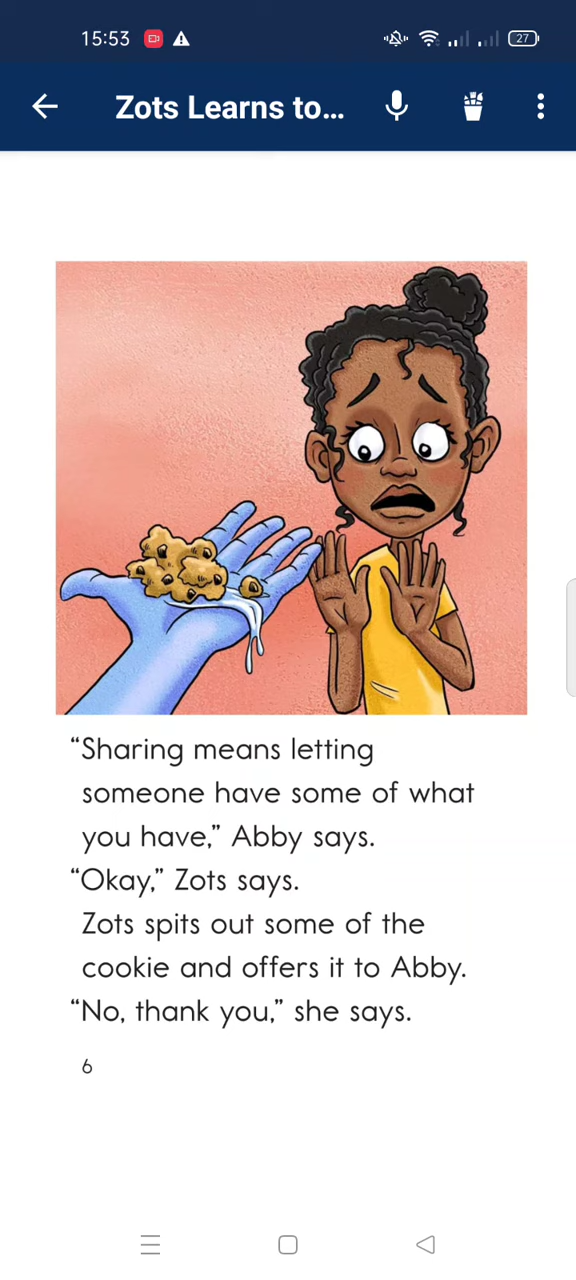 15:53
27
Zots Learns to...
“Sharing means letting
someone have some of what
you have,” Abby says.
“Okay,” Zots says.
Zots spits out some of the
cookie and offers it to Abby.
“No, thank you,” she says.
6